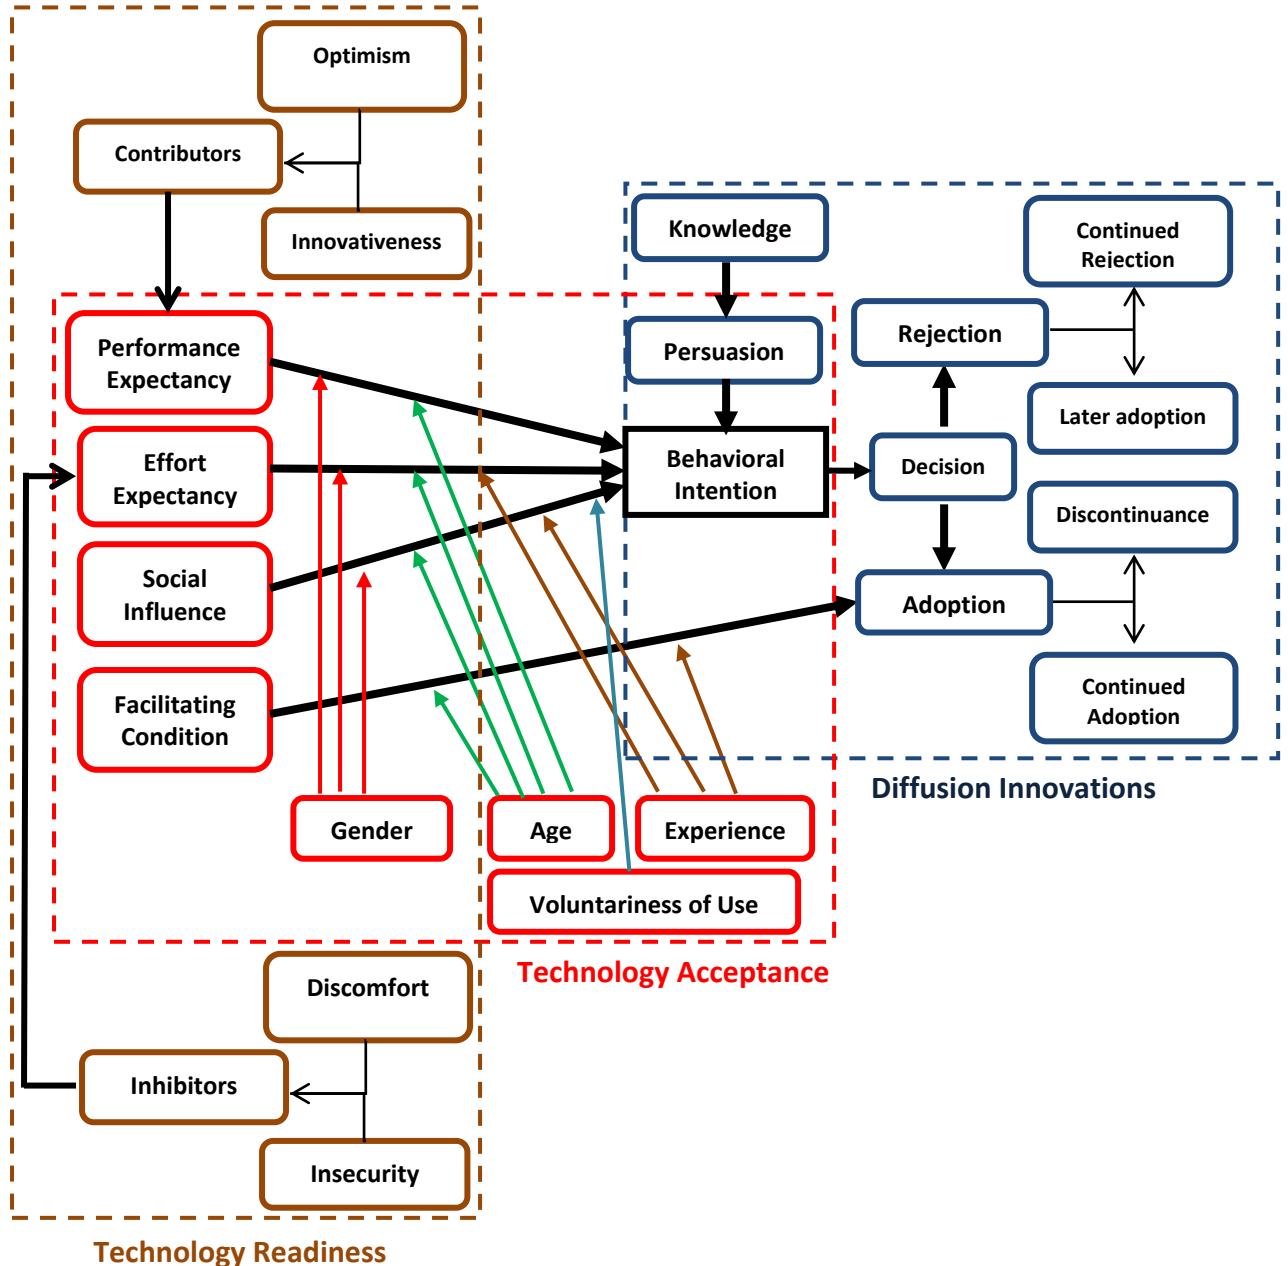 Optimism
Contributors
Innovativeness
Knowledge
Continued
Rejection
Performance
Expectancy
Persuasion
Rejection
Later adoption
Effort
Expectancy
Behavioral
Intention
Decision
Discontinuance
Social
Influence
Adoption
Facilitating
Condition
Continued
Adoption
Diffusion Innovations
Gender
Age
Experience
Voluntariness of Use
Technology Acceptance
Discomfort
Inhibitors
Insecurity
Technology Readiness